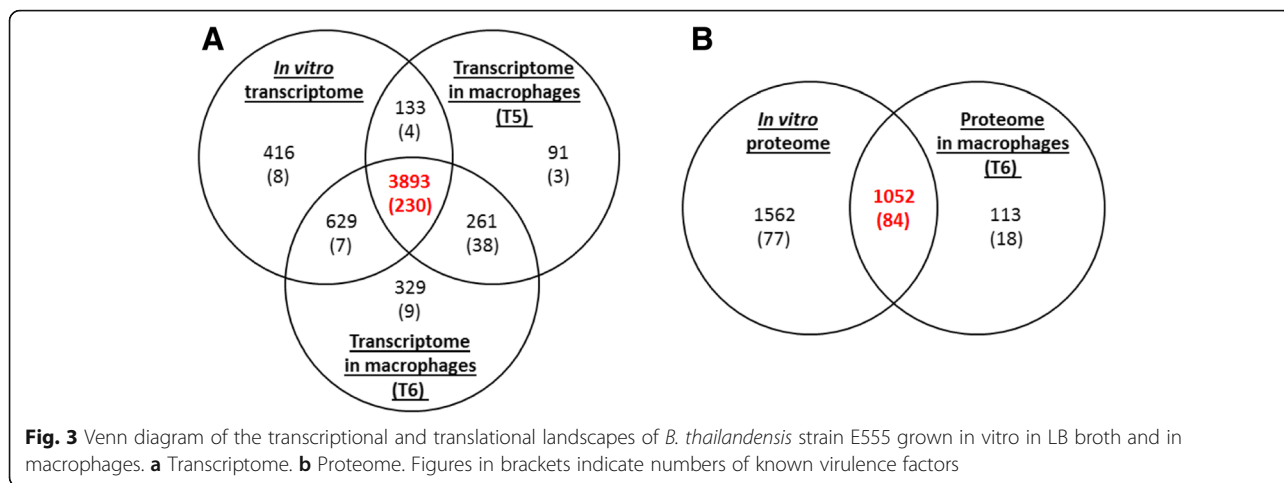 A
In vitro
transcriptome
Transcriptome
in macrophages
(T5)
133
(4)
416
(8)
91
(3)
3893
(230)
629
(7)
261
(38)
329
(9)
Transcriptome
in macrophages
(T6)
B
In vitro
proteome
Proteome
in macrophages
(T6)
1562
(77)
1052
(84)
113
(18)
Fig. 3 Venn diagram of the transcriptional and translational landscapes of B. thailandensis strain E555 grown in vitro in LB broth and in
macrophages. a Transcriptome. b Proteome. Figures in brackets indicate numbers of known virulence factors